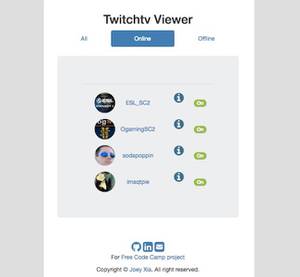 Twitchtv Viewer
All Online Offline
ESL_SC2 On
OgamingSC2 On
sodapoppin On
imaqtpie On
For Free Code Camp project
Copyright © Joey Xia. All right reserved.